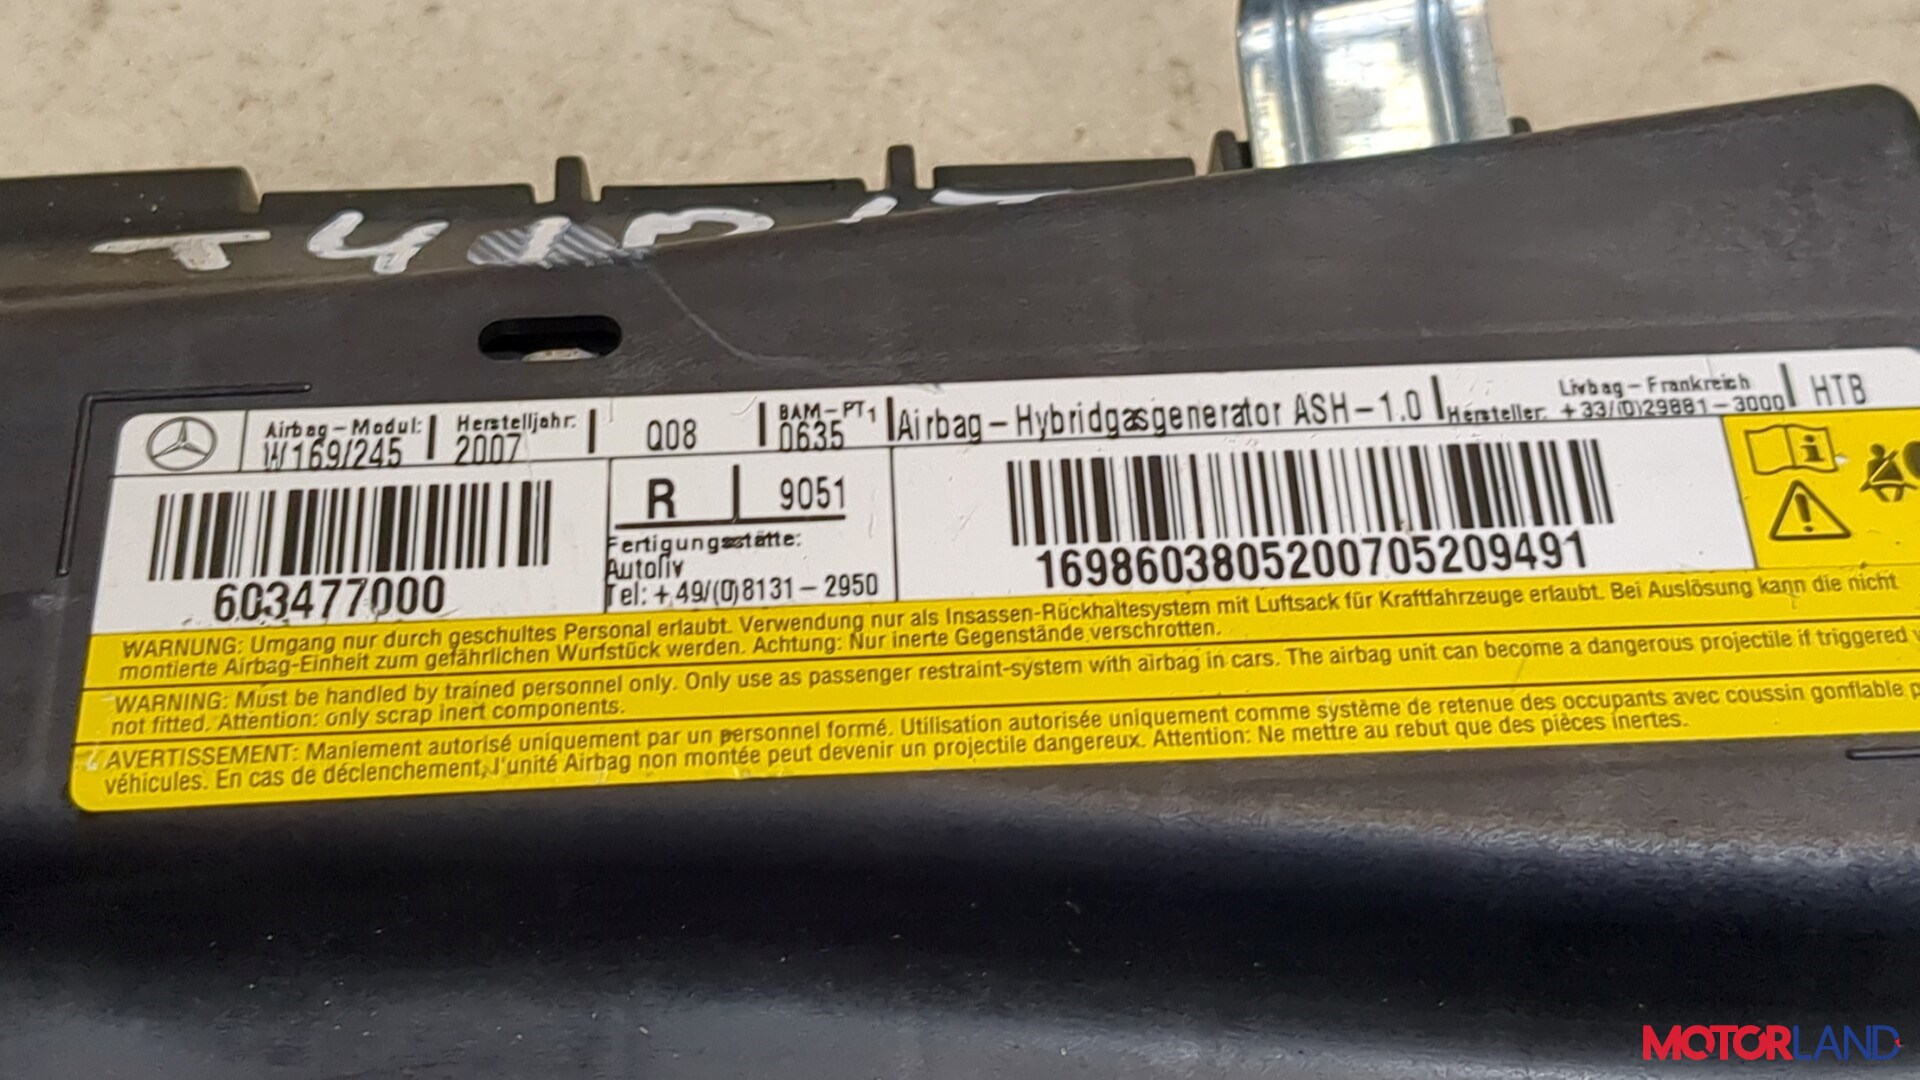 Airbag-Modul:
W169/245
Herstelljahr:
2007
Q08
BAM-PT1
0635
Airbag-Hybridgasgenerator ASH-1.0
Livbag-Frankreich
Hersteller: +33/(0)29881-3000
HTB
603477000
R 9051
Fertigungsstätte:
Autoliv
Tel: +49/(0)8131-2950
1698603805200705209491
WARNUNG: Umgang nur durch geschultes Personal erlaubt. Verwendung nur als Insassen-Rückhaltesystem mit Luftsack für Kraftfahrzeuge erlaubt. Bei Auslösung kann die nicht
montierte Airbag-Einheit zum gefährlichen Wurfstück werden. Achtung: Nur inerte Gegenstände verschrotten.
WARNING: Must be handled by trained personnel only. Only use as passenger restraint-system with airbag in cars. The airbag unit can become a dangerous projectile if triggered
not fitted. Attention: only scrap inert components.
AVERTISSEMENT: Maniement autorisé uniquement par un personnel formé. Utilisation autorisée uniquement comme système de retenue des occupants avec coussin gonflable
véhicules. En cas de déclenchement, l'unité Airbag non montée peut devenir un projectile dangereux. Attention: Ne mettre au rebut que des pièces inertes.
MOTORLAND